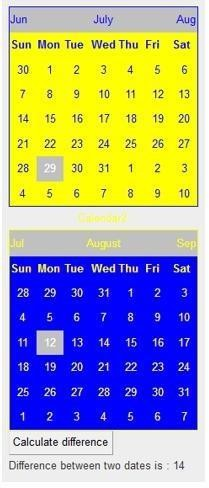 Jun July Aug
Sun Mon Tue Wed Thu Fri Sat
30 1 2 3 4 5 6
7 8 9 10 11 12 13
14 15 16 17 18 19 20
21 22 23 24 25 26 27
28 29 30 31 1 2 3
4 5 6 7 8 9 10
Calendar2
Jul August Sep
Sun Mon Tue Wed Thu Fri Sat
28 29 30 31 1 2 3
4 5 6 7 8 9 10
11 12 13 14 15 16 17
18 19 20 21 22 23 24
25 26 27 28 29 30 31
1 2 3 4 5 6 7
Calculate difference
Difference between two dates is : 14